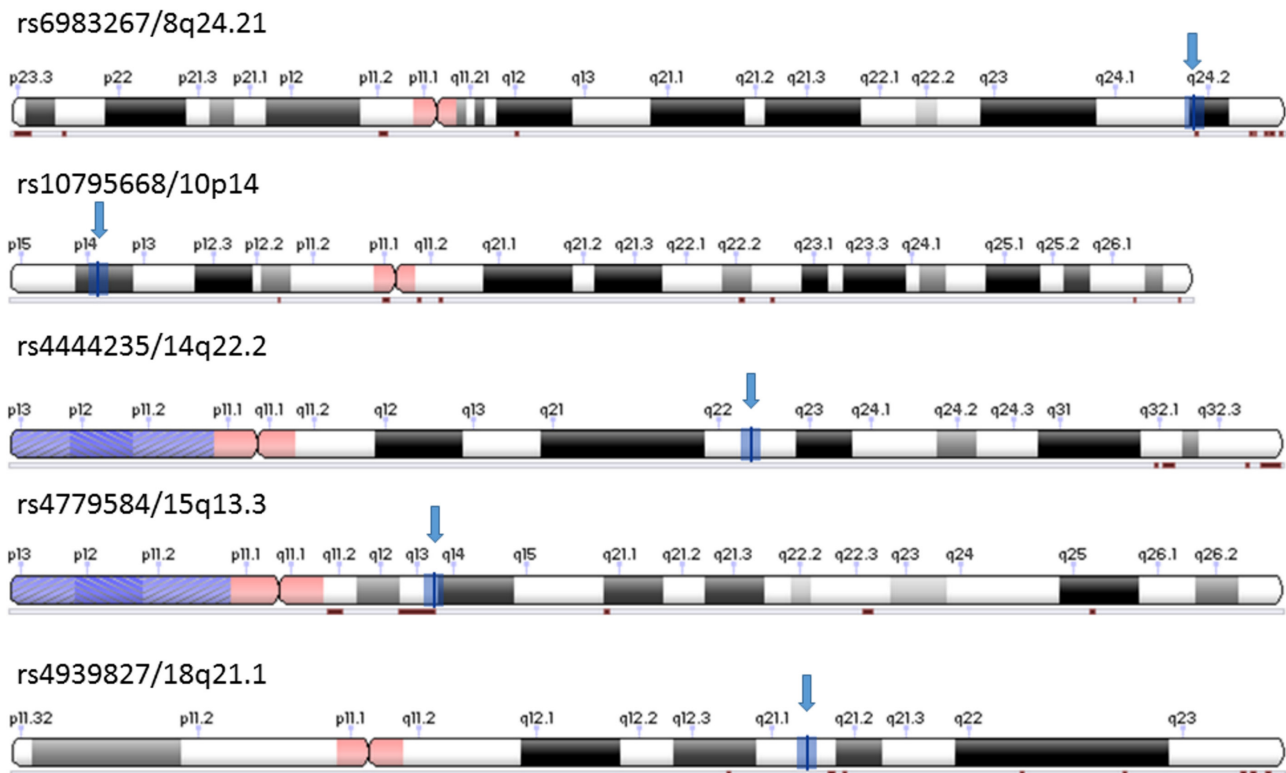 rs6983267/8q24.21
p23.3 p22 p21.3 p21.1 p12 p11.2 p11.1 q11.21 q12 q13 q21.1 q21.2 q21.3 q22.1 q22.2 q23 q24.1 q24.2
rs10795668/10p14
p15 p14 p13 p12.3 p12.2 p11.2 p11.1 q11.2 q21.1 q21.2 q21.3 q22.1 q22.2 q23.1 q23.3 q24.1 q25.1 q25.2 q26.1
rs4444235/14q22.2
p13 p12 p11.2 p11.1 q11.1 q11.2 q12 q13 q21 q22 q23 q24.1 q24.2 q24.3 q31 q32.1 q32.3
rs4779584/15q13.3
p13 p12 p11.2 p11.1 q11.1 q11.2 q12 q13 q14 q15 q21.1 q21.2 q21.3 q22.2 q22.3 q23 q24 q25 q26.1 q26.2
rs4939827/18q21.1
p11.32 p11.2 p11.1 q11.2 q12.1 q12.2 q12.3 q21.1 q21.2 q21.3 q22 q23